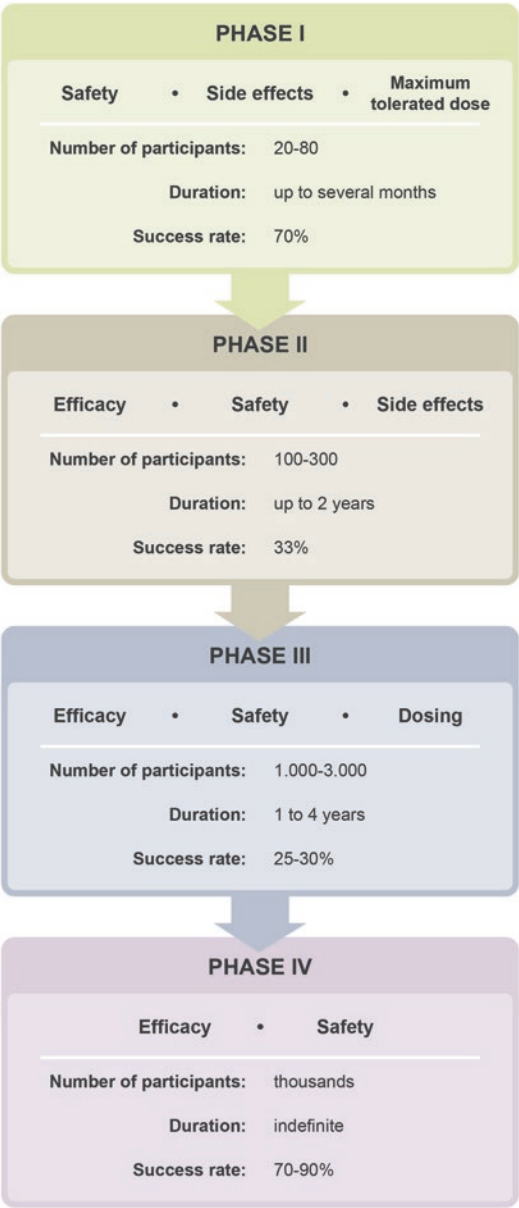 PHASE I
Safety • Side effects • Maximum tolerated dose
Number of participants: 20-80
Duration: up to several months
Success rate: 70%
PHASE II
Efficacy • Safety • Side effects
Number of participants: 100-300
Duration: up to 2 years
Success rate: 33%
PHASE III
Efficacy • Safety • Dosing
Number of participants: 1.000-3.000
Duration: 1 to 4 years
Success rate: 25-30%
PHASE IV
Efficacy • Safety
Number of participants: thousands
Duration: indefinite
Success rate: 70-90%